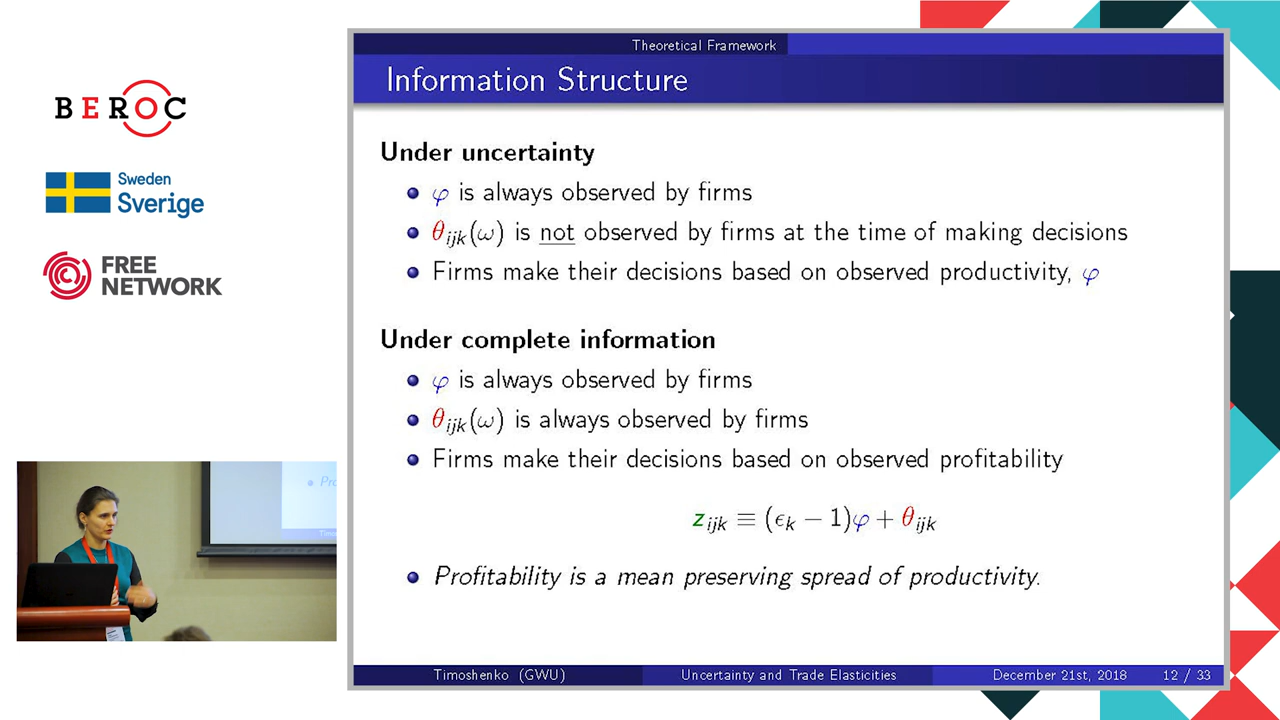 BEROC
Sweden
Sverige
FREE
NETWORK
Theoretical Framework
Information Structure
Under uncertainty
φ is always observed by firms
θijk(ω) is not observed by firms at the time of making decisions
Firms make their decisions based on observed productivity, φ
Under complete information
φ is always observed by firms
θijk(ω) is always observed by firms
Firms make their decisions based on observed profitability
zijk ≡ (ϵk − 1)φ + θijk
Profitability is a mean preserving spread of productivity.
Timoshenko (GWU) Uncertainty and Trade Elasticities December 21st, 2018 12 / 33